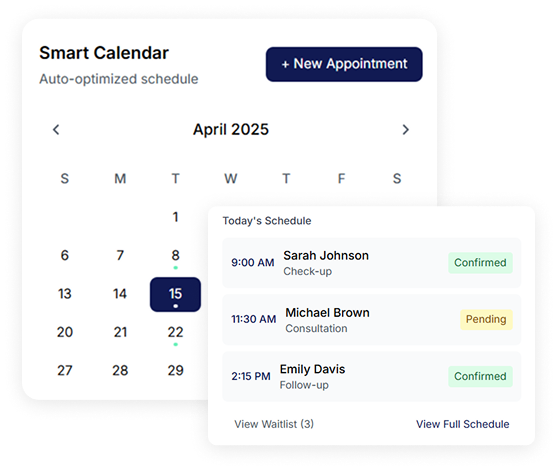 Smart Calendar
Auto-optimized schedule
+ New Appointment
April 2025
S M T W T F S
1
6 7 8
13 14 15
20 21 22
27 28 29
Today's Schedule
9:00 AM Sarah Johnson Confirmed
Check-up
11:30 AM Michael Brown Pending
Consultation
2:15 PM Emily Davis Confirmed
Follow-up
View Waitlist (3) View Full Schedule